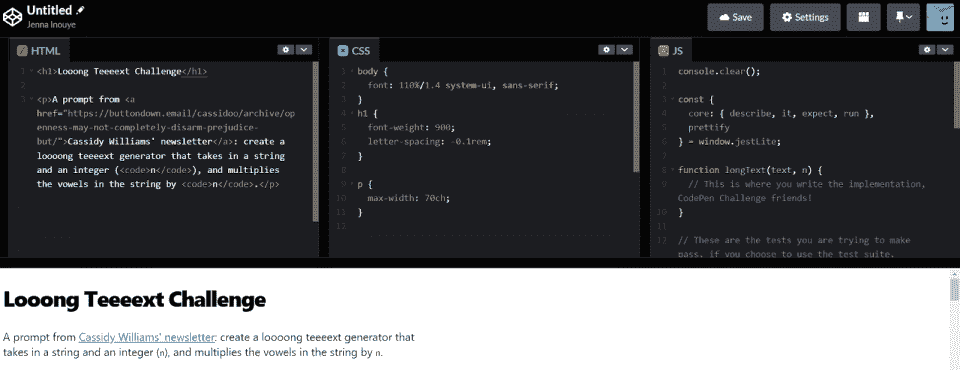 Untitled
Jenna Inouye
Save
Settings
HTML
1 <h1>Looong Teeeext Challenge</h1>
2
3 <p>A prompt from <a
href="https://buttondown.email/cassidoo/archive/op
enness-may-not-completely-disarm-prejudice-
but/">Cassidy Williams' newsletter</a>: create a
loooong teeeext generator that takes in a string
and an integer (<code>n</code>), and multiplies
the vowels in the string by <code>n</code>.</p>
CSS
1 body {
2 font: 110%/1.4 system-ui, sans-serif;
3 }
4 h1 {
5 font-weight: 900;
6 letter-spacing: -0.1rem;
7 }
8
9 p {
10 max-width: 70ch;
11 }
12
JS
1 console.clear();
2
3 const {
4 core: { describe, it, expect, run },
5 prettify
6 } = window.jestLite;
7
8 function longText(text, n) {
9 // This is where you write the implementation,
CodePen Challenge friends!
10 }
11
12 // These are the tests you are trying to make
pass, if you choose to use the test suite.
Looong Teeeext Challenge
A prompt from Cassidy Williams' newsletter: create a loooong teeeext generator that
takes in a string and an integer (n), and multiplies the vowels in the string by n.